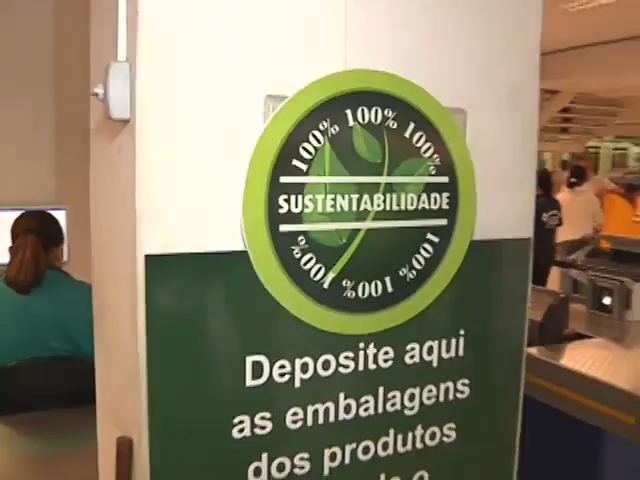 100% 100% 100%
SUSTENTABILIDADE
100% 100% 100%
Deposite aqui
as embalagens
dos produtos